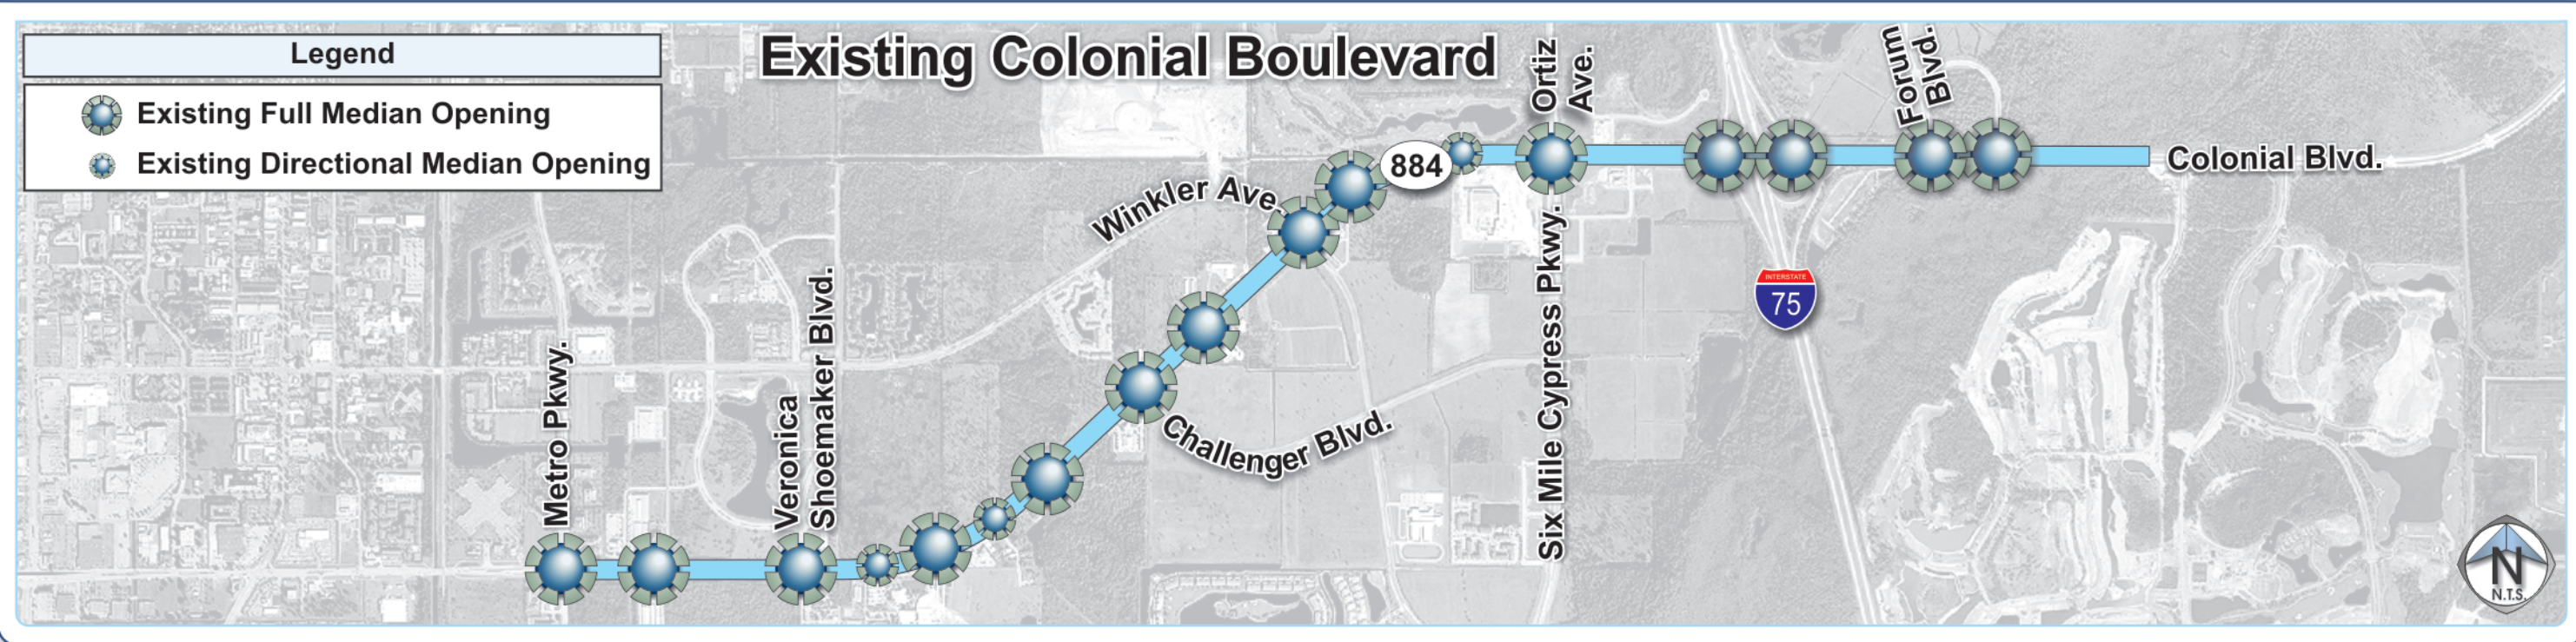 Existing Colonial Boulevard
Legend
Existing Full Median Opening
Existing Directional Median Opening
Metro Pkwy.
Veronica
Shoemaker Blvd.
Winkler Ave.
Challenger Blvd.
884
Ortiz
Ave.
Six Mile Cypress Pkwy.
INTERSTATE
75
Forum
Blvd.
Colonial Blvd.
N
N.T.S.